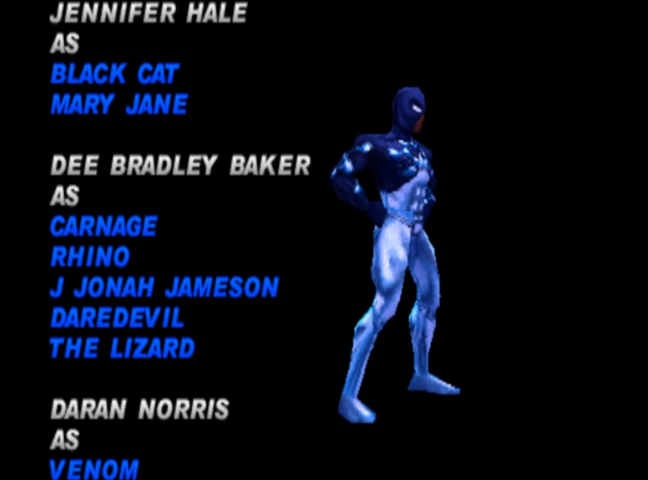 JENNIFER HALE
AS
BLACK CAT
MARY JANE
DEE BRADLEY BAKER
AS
CARNAGE
RHINO
J JONAH JAMESON
DAREDEVIL
THE LIZARD
DARAN NORRIS
AS
VENOM